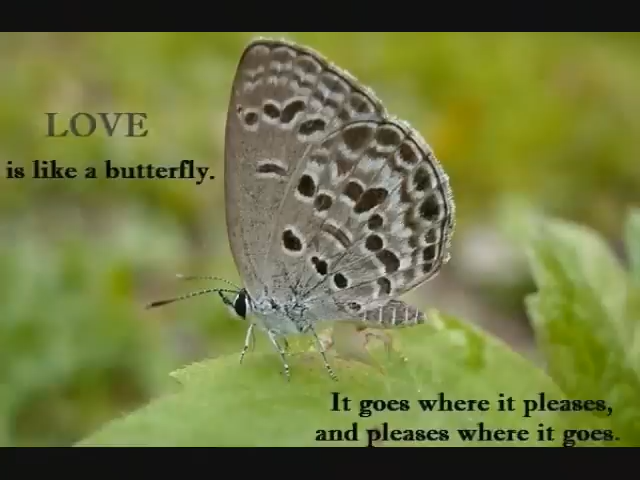 LOVE
is like a butterfly.
It goes where it pleases,
and pleases where it goes.